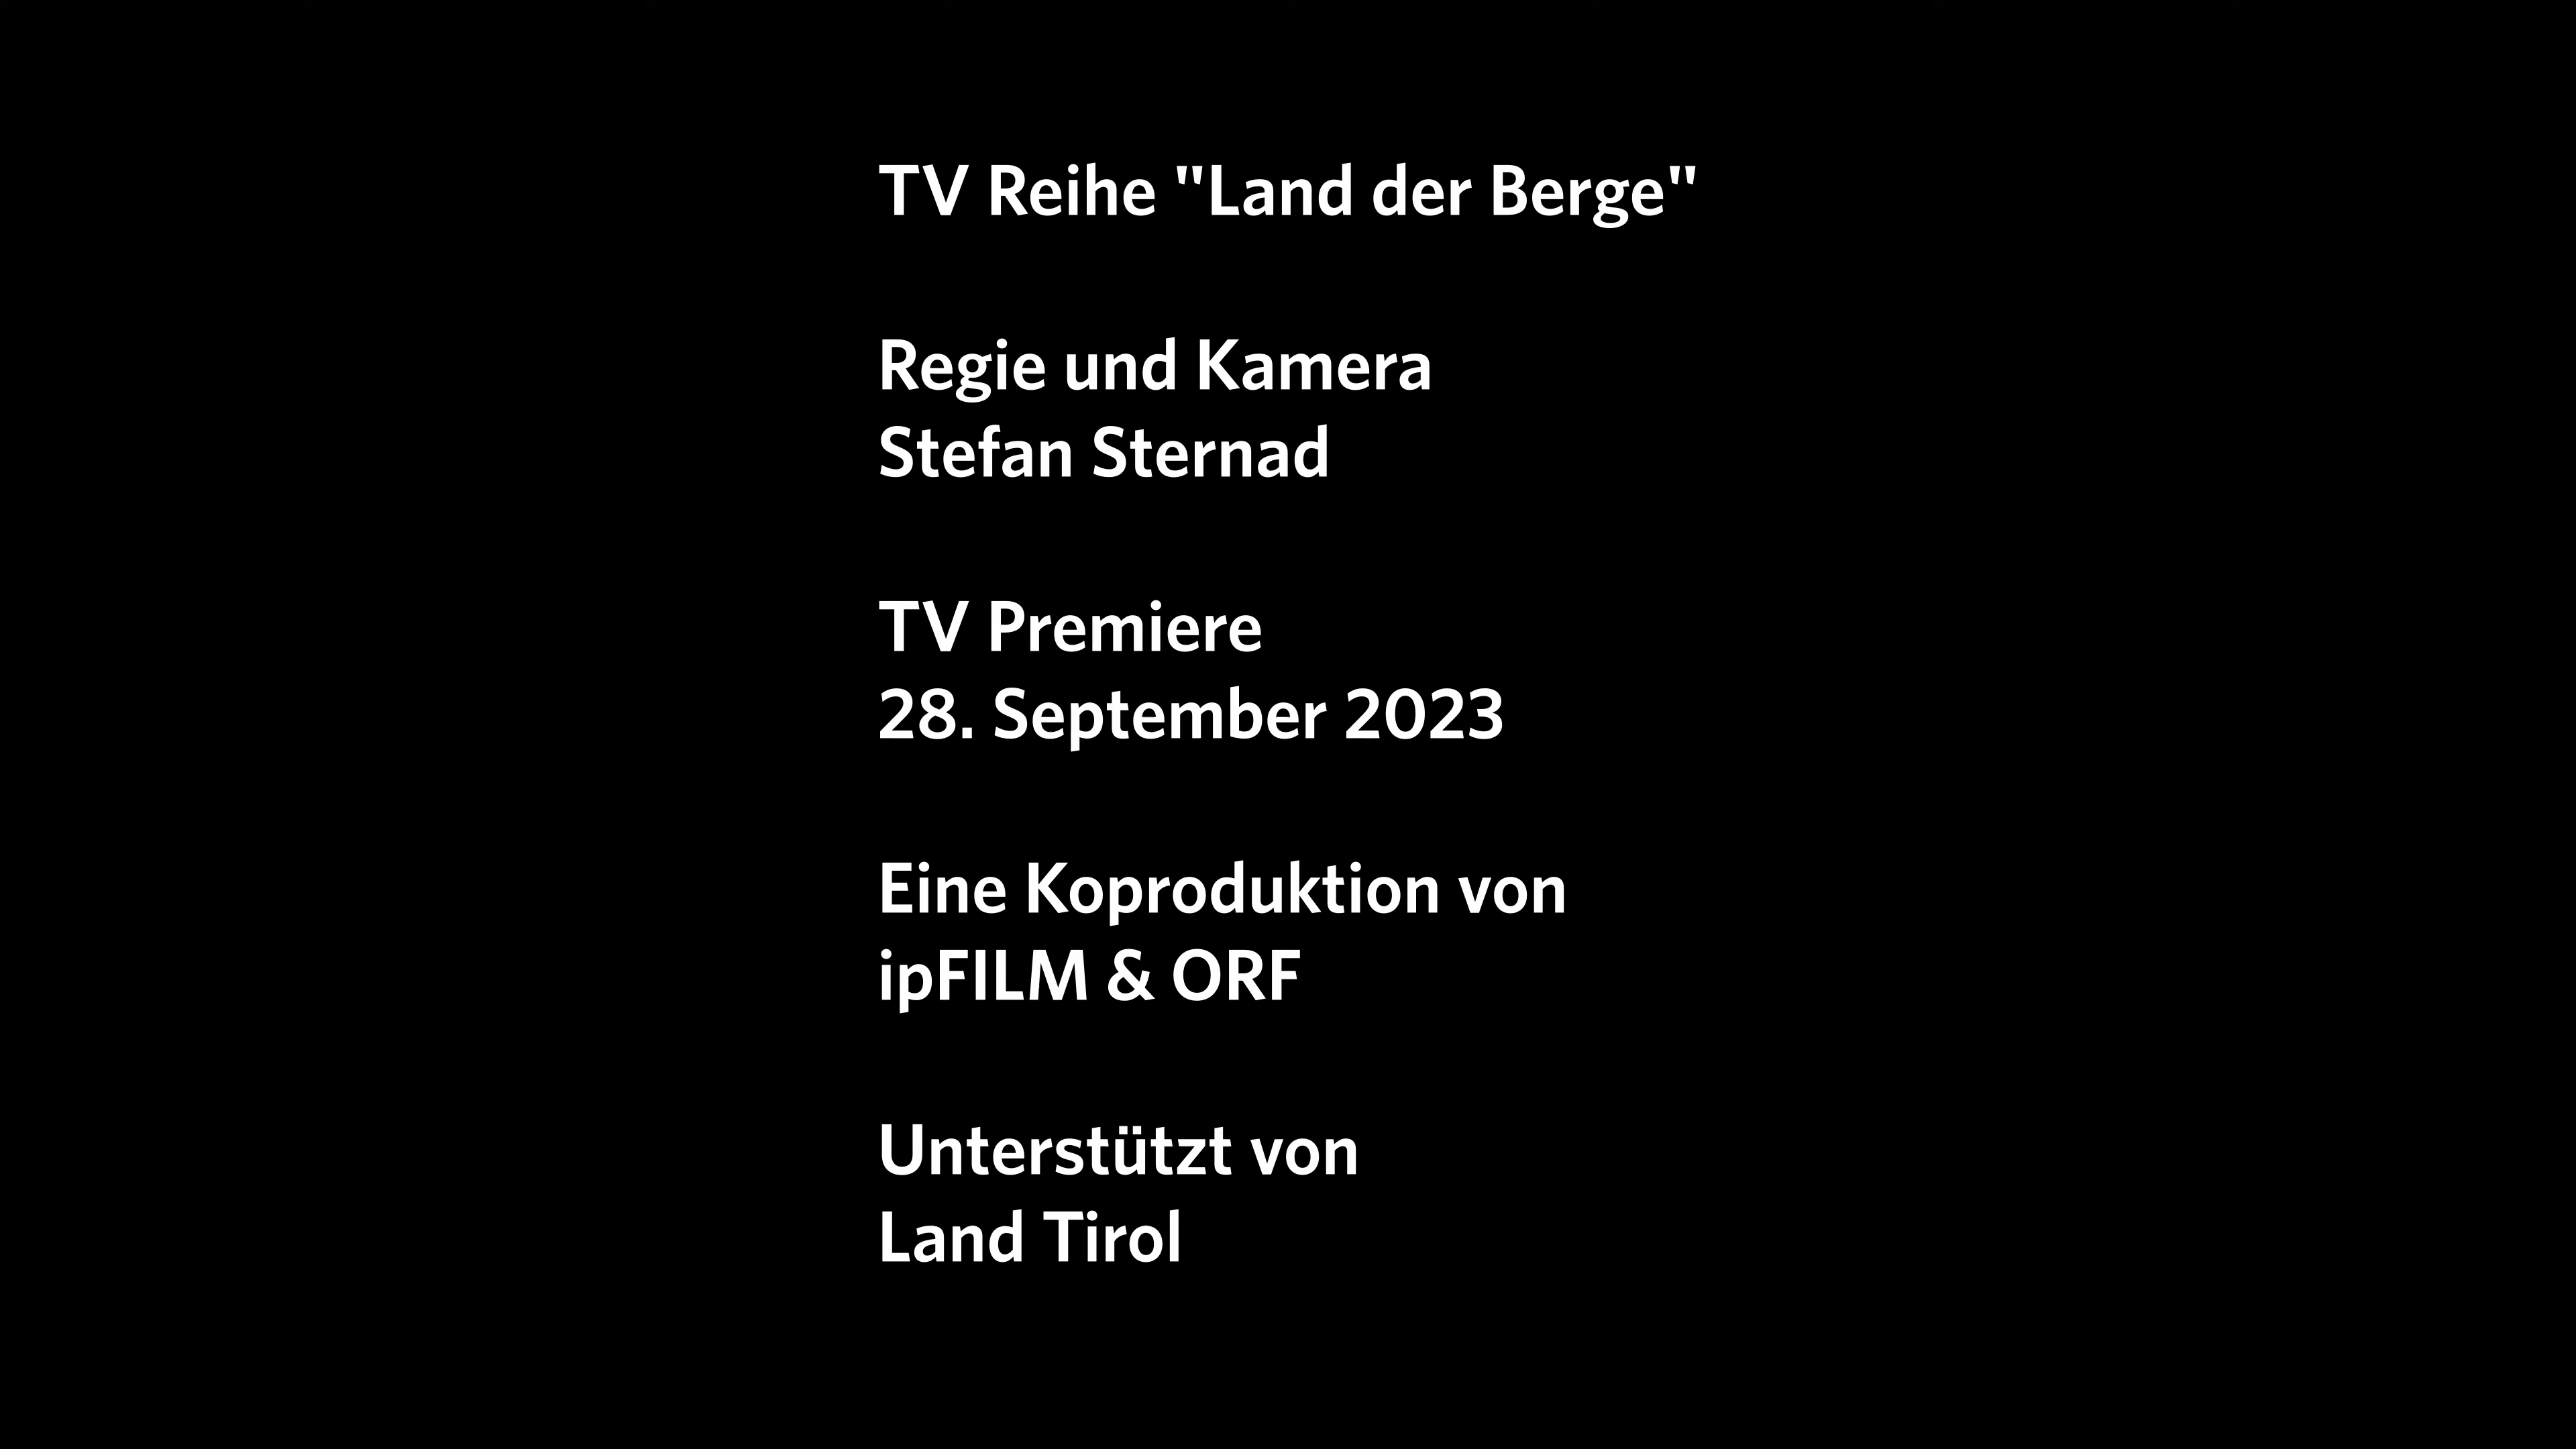 TV Reihe "Land der Berge"
Regie und Kamera
Stefan Sternad
TV Premiere
28. September 2023
Eine Koproduktion von
ipFILM & ORF
Unterstützt von
Land Tirol